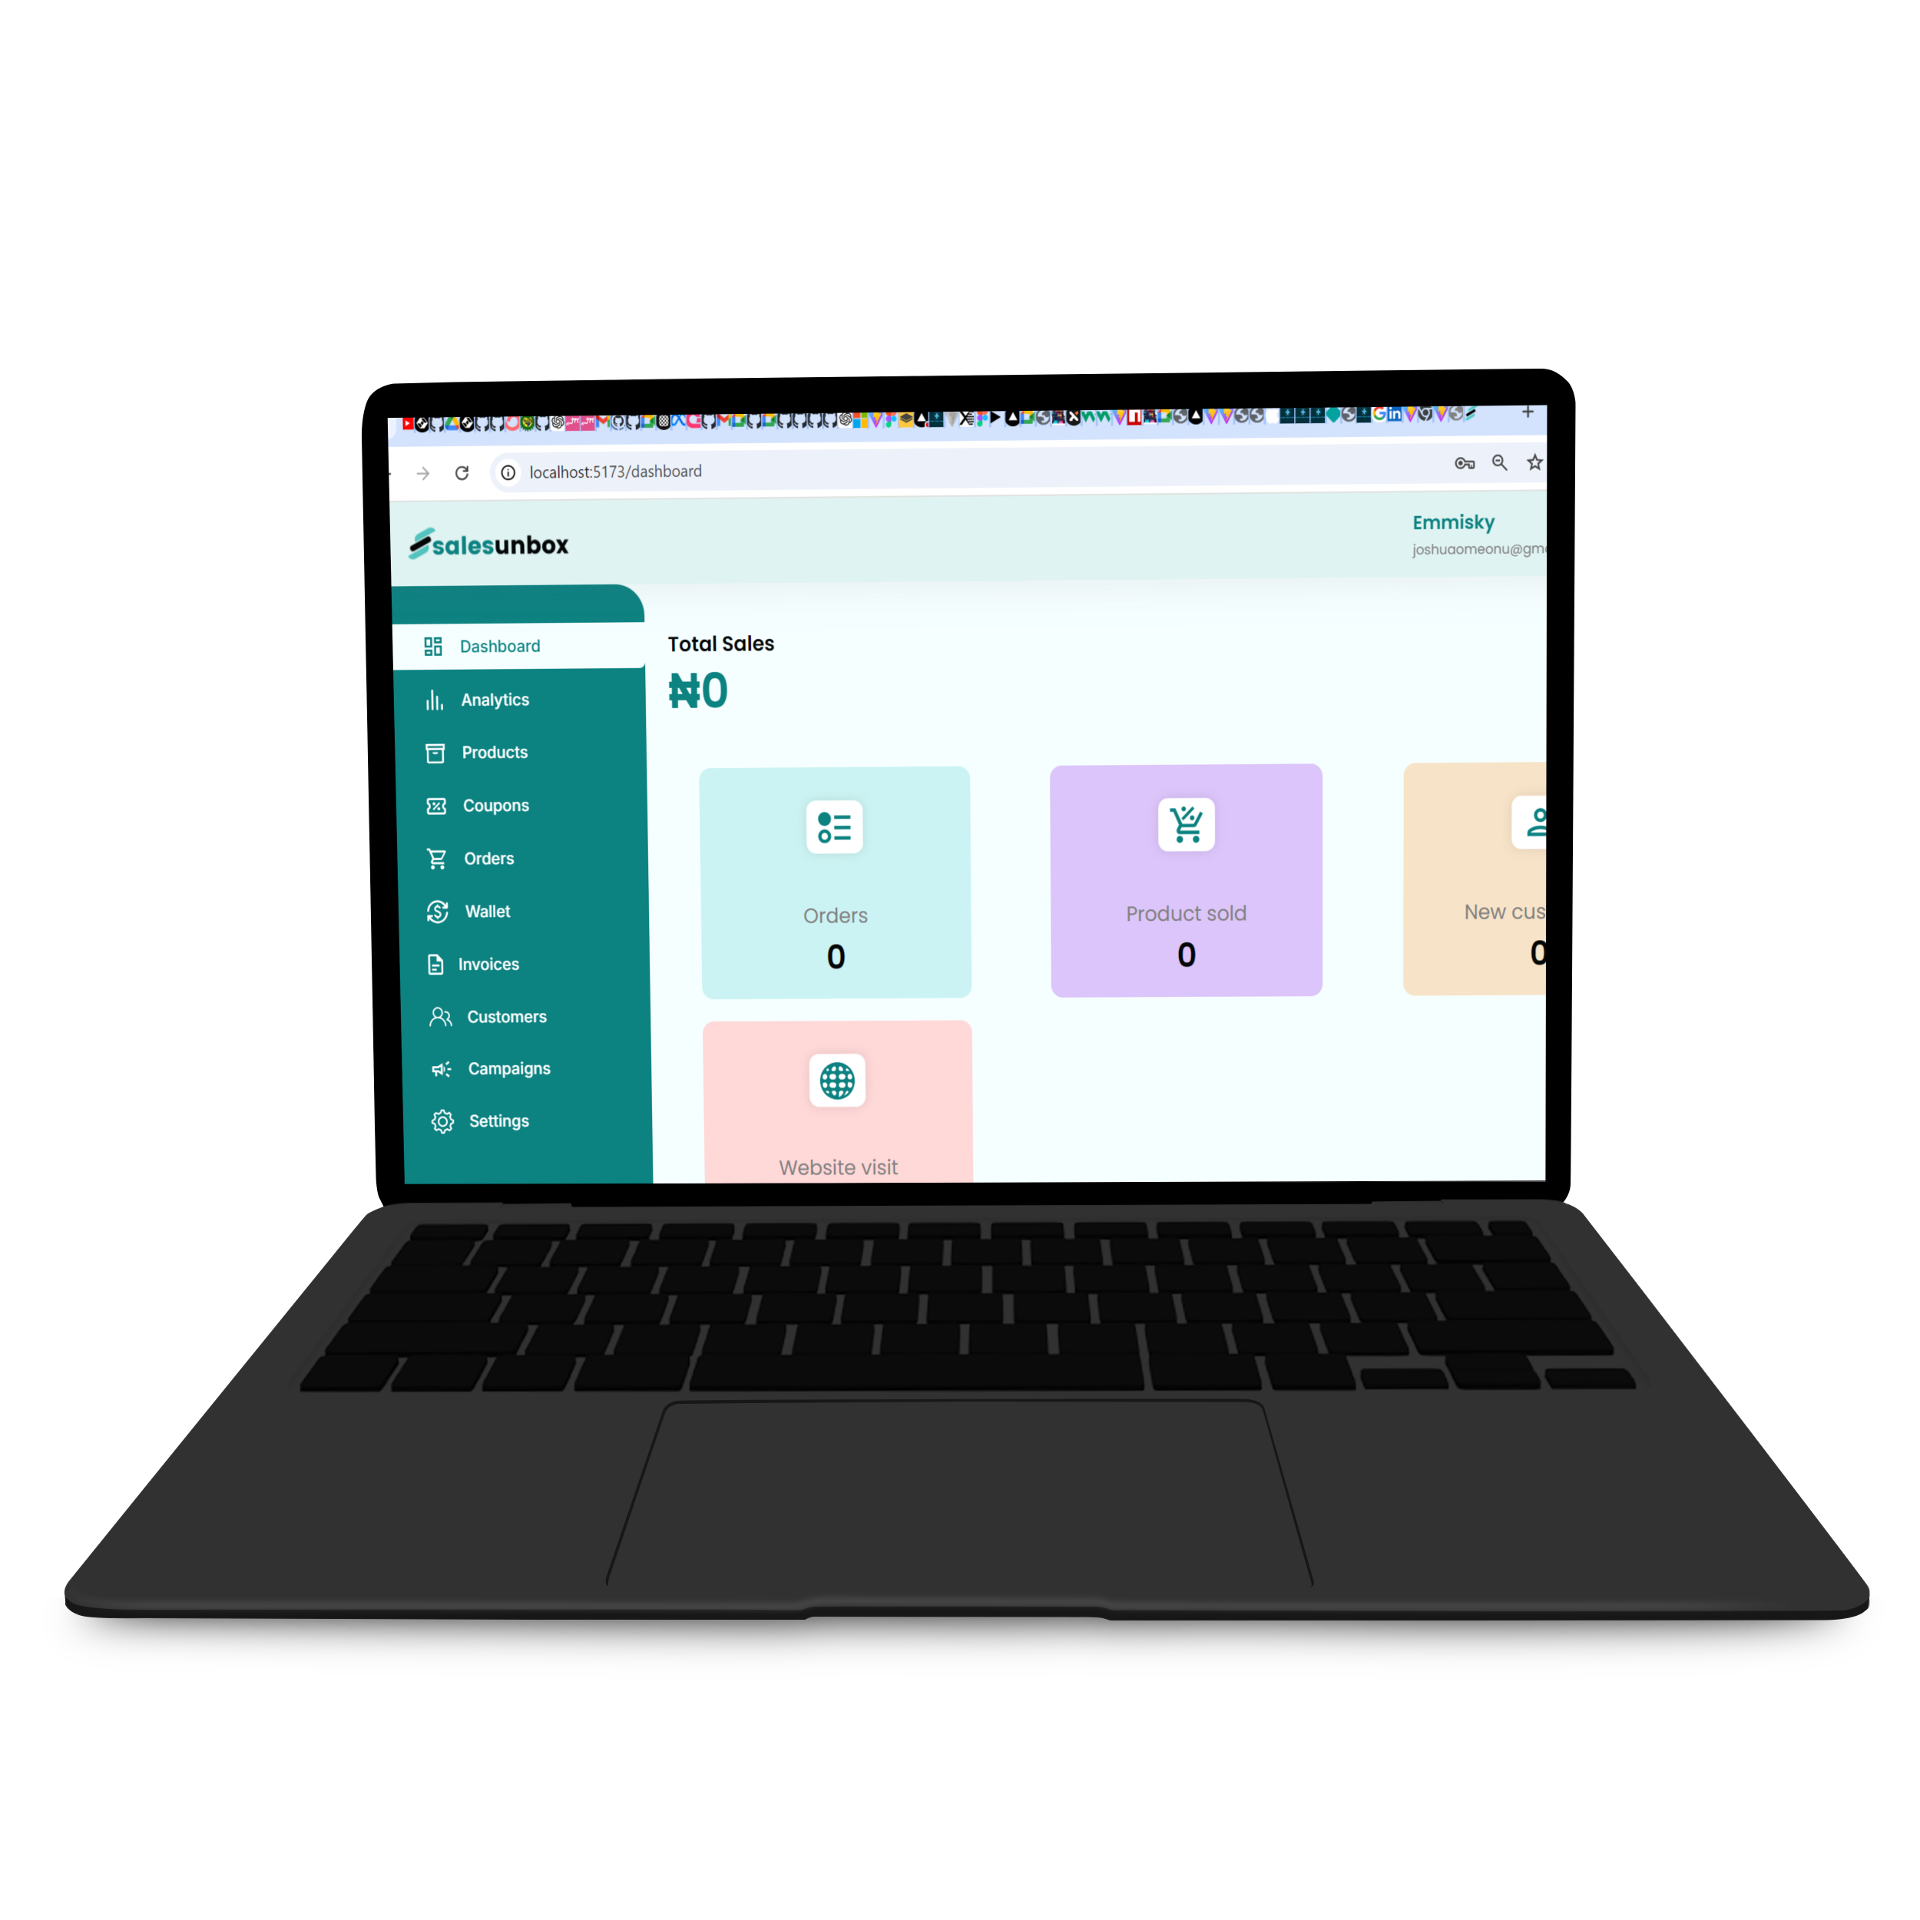 localhost:5173/dashboard
salesunbox
Emmisky
joshuaomeonu@gm
Dashboard
Analytics
Products
Coupons
Orders
Wallet
Invoices
Customers
Campaigns
Settings
Total Sales
₦0
Orders
0
Product sold
0
New cus
0
Website visit